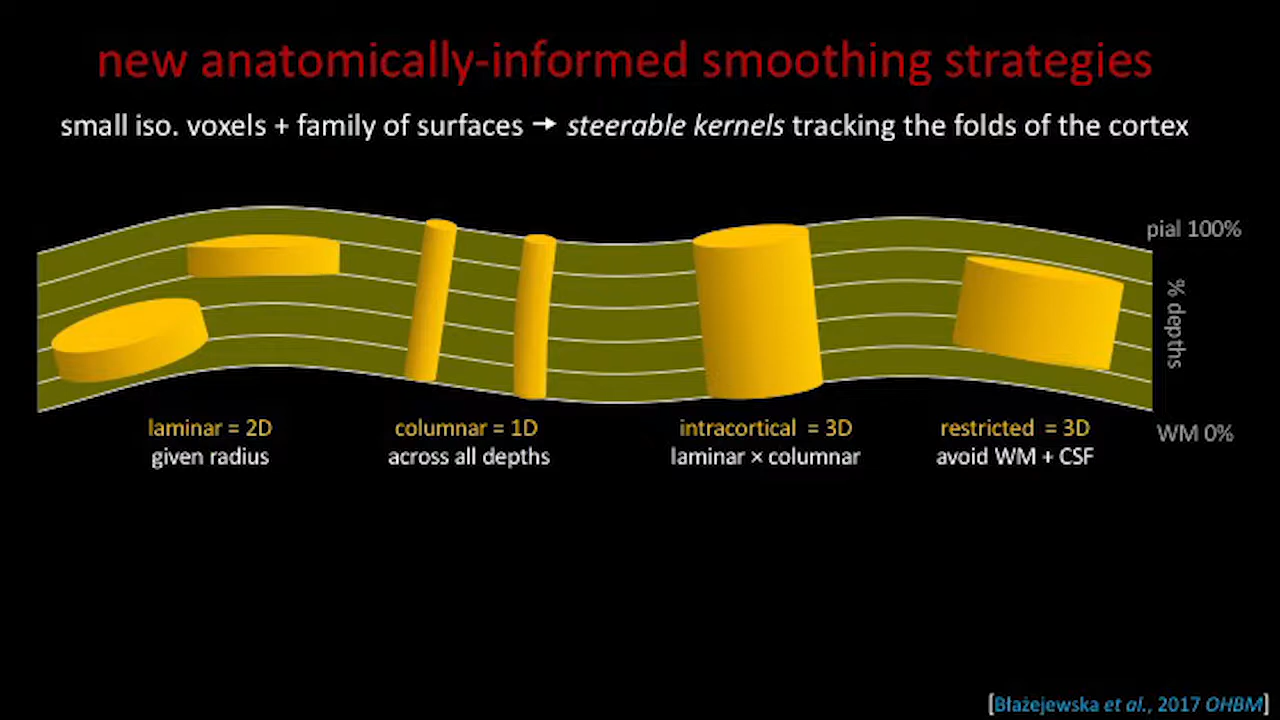 new anatomically-informed smoothing strategies
small iso. voxels + family of surfaces → steerable kernels tracking the folds of the cortex
pial 100%
% depths
WM 0%
laminar = 2D
given radius
columnar = 1D
across all depths
intracortical = 3D
laminar × columnar
restricted = 3D
avoid WM + CSF
[Błażejewska et al., 2017 OHBM]